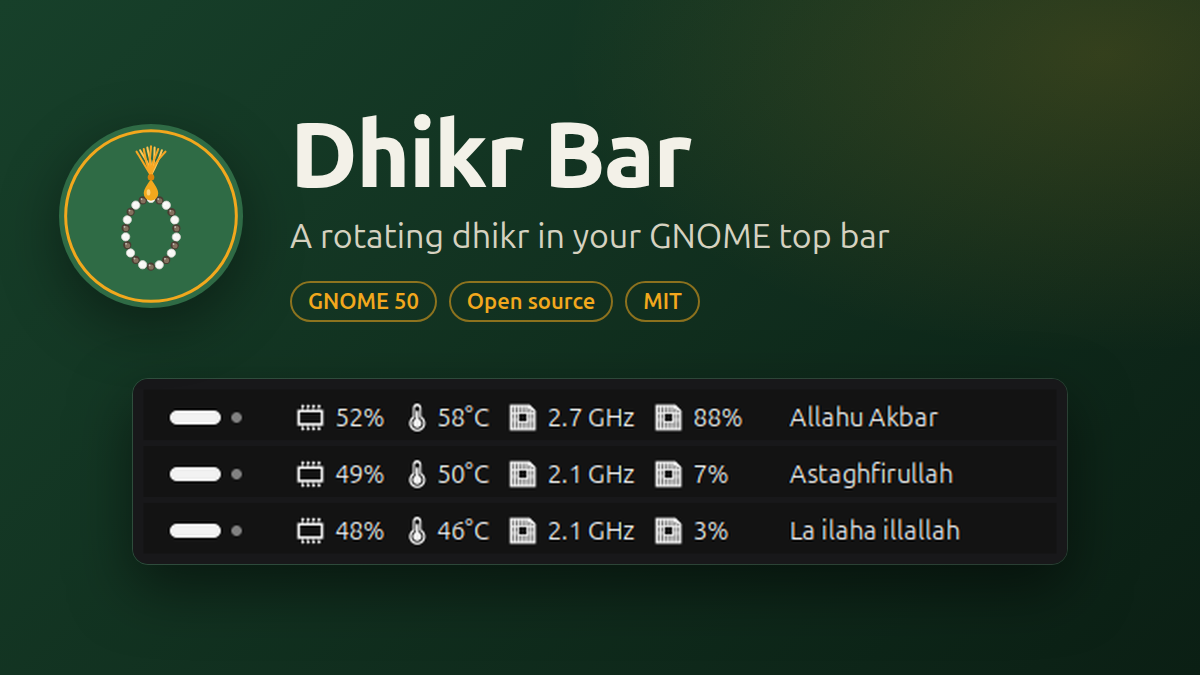 Dhikr Bar
A rotating dhikr in your GNOME top bar
GNOME 50 Open source MIT
52% 58°C 2.7 GHz 88% Allahu Akbar
49% 50°C 2.1 GHz 7% Astaghfirullah
48% 46°C 2.1 GHz 3% La ilaha illallah